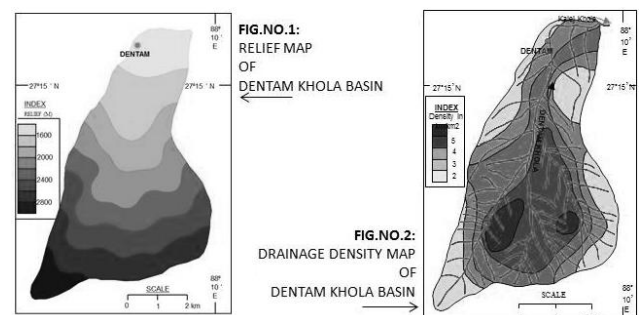 88°
10'
E
DENTAM
27°15' N
INDEX
RELIEF (M)
1600
2000
2400
2800
88°
10'
E
SCALE
0 1 2 km
FIG.NO.1:
RELIEF MAP
OF
DENTAM KHOLA BASIN
FIG.NO.2:
DRAINAGE DENSITY MAP
OF
DENTAM KHOLA BASIN
88°
10'
E
DENTAM
27°15' N
27°15' N
INDEX
Density in
5
4
3
2
DENTAM KHOLA
88°
10'
E
SCALE